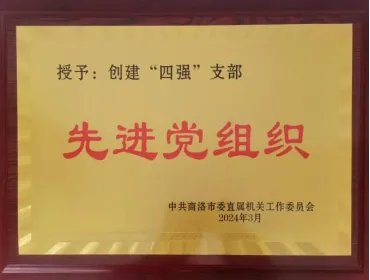 授予：创建“四强”支部
先进党组织
中共商洛市委直属机关工作委员会
2024年3月